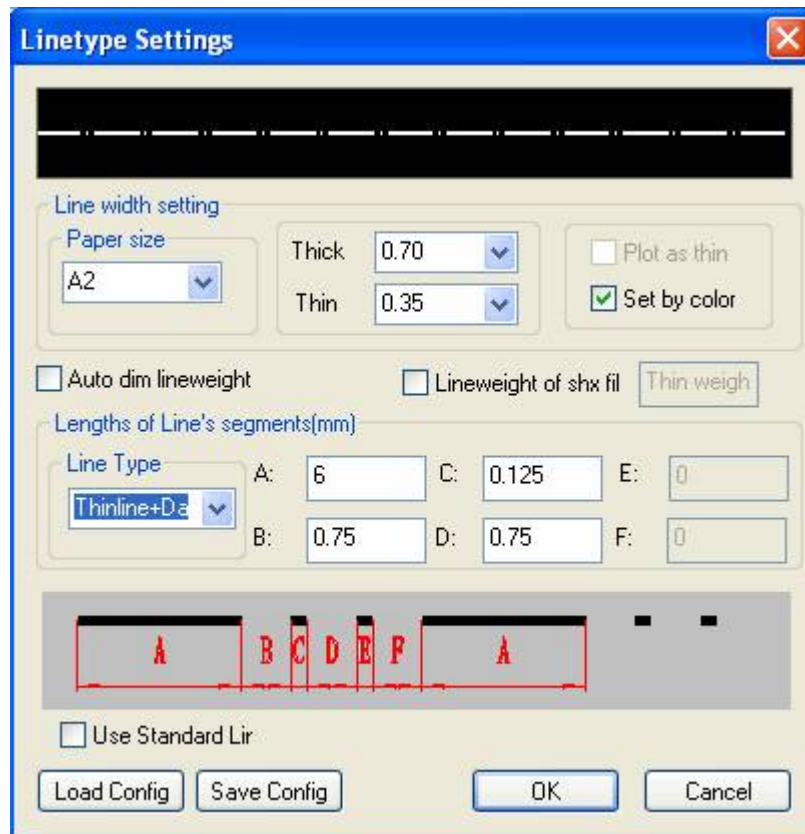 Linetype Settings
Line width setting
Paper size
A2
Thick 0.70
Thin 0.35
Plot as thin
Set by color
Auto dim lineweight
Lineweight of shx fil
Thin weigh
Lengths of Line's segments(mm)
Line Type
Thinline+Da
A: 6 C: 0.125 E: 0
B: 0.75 D: 0.75 F: 0
A B C D E F A
Use Standard Lir
Load Config Save Config OK Cancel